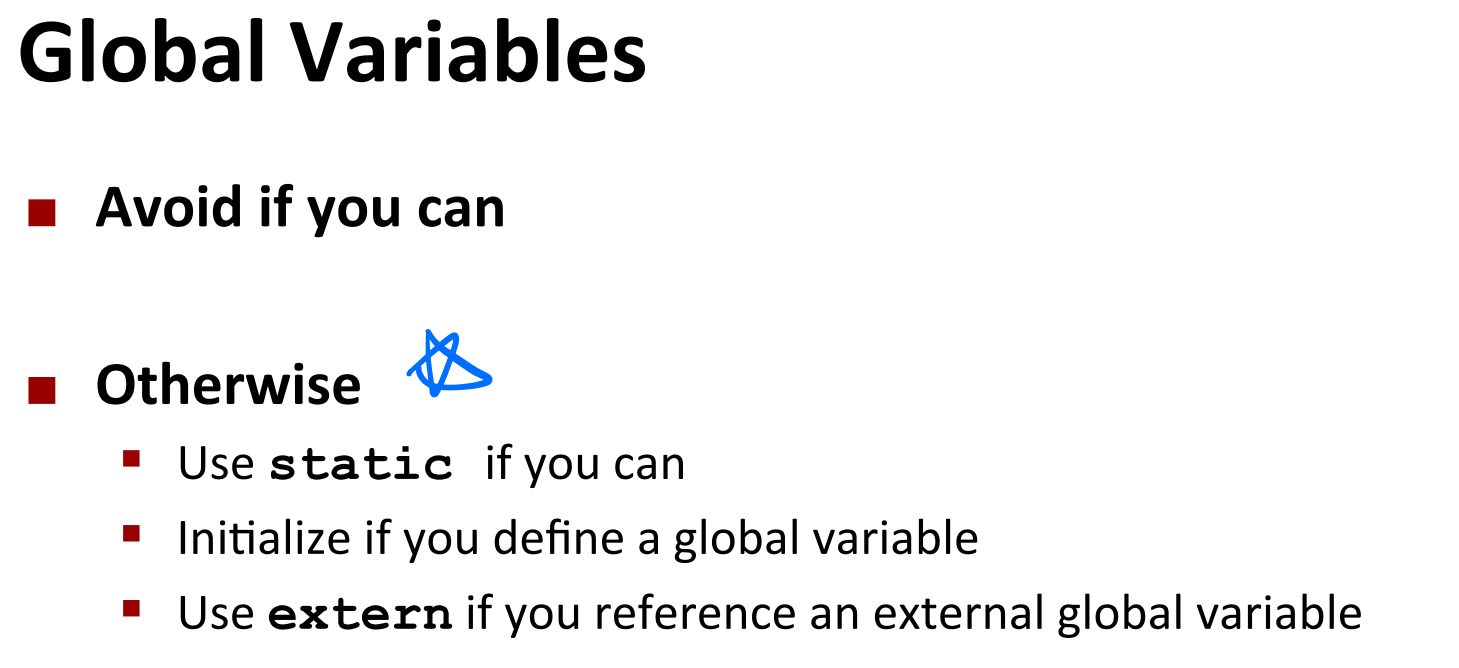 Global Variables
Avoid if you can
Otherwise
Use static if you can
Initialize if you define a global variable
Use extern if you reference an external global variable